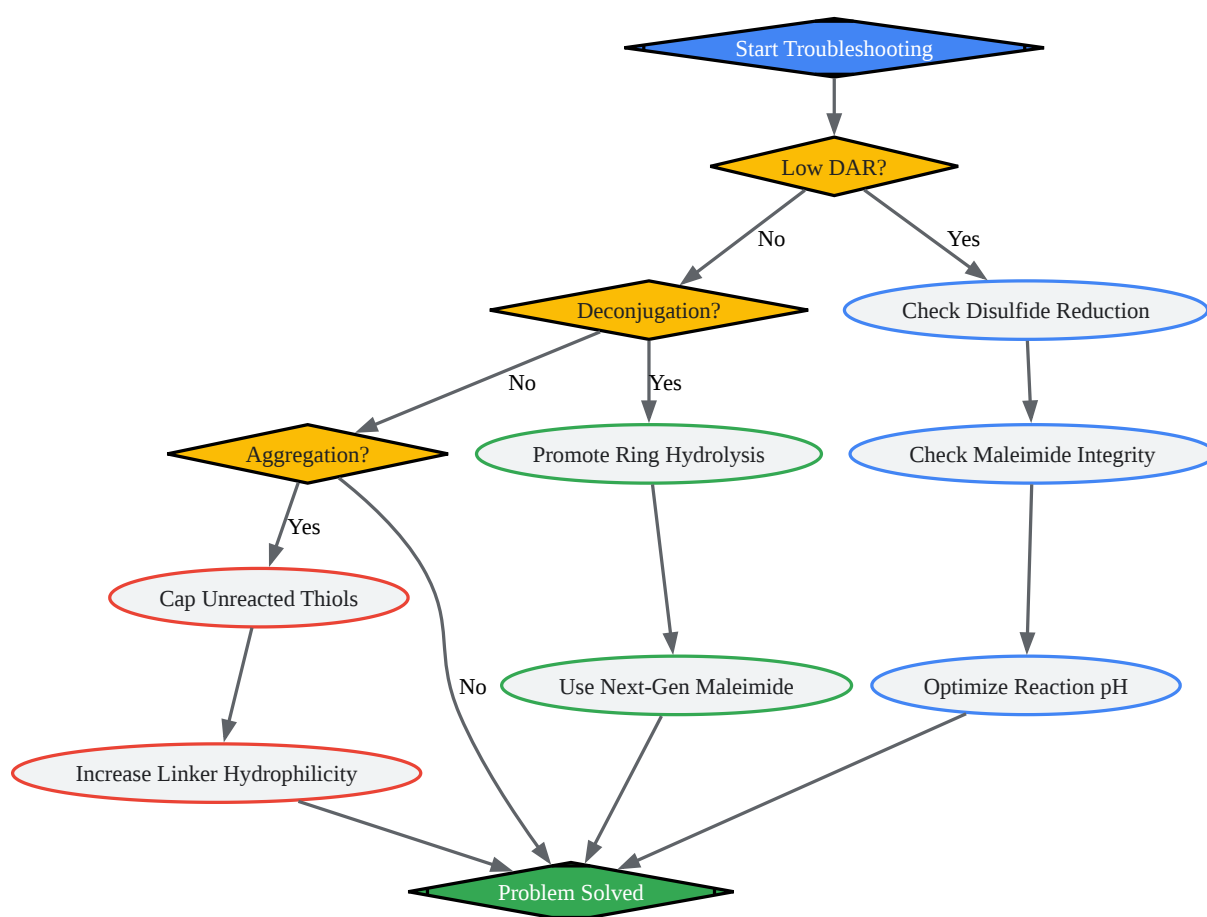 Start Troubleshooting
Low DAR?
No
Yes
Deconjugation?
Check Disulfide Reduction
No
Yes
Aggregation?
Promote Ring Hydrolysis
Check Maleimide Integrity
Yes
Cap Unreacted Thiols
No
Use Next-Gen Maleimide
Optimize Reaction pH
Increase Linker Hydrophilicity
Problem Solved